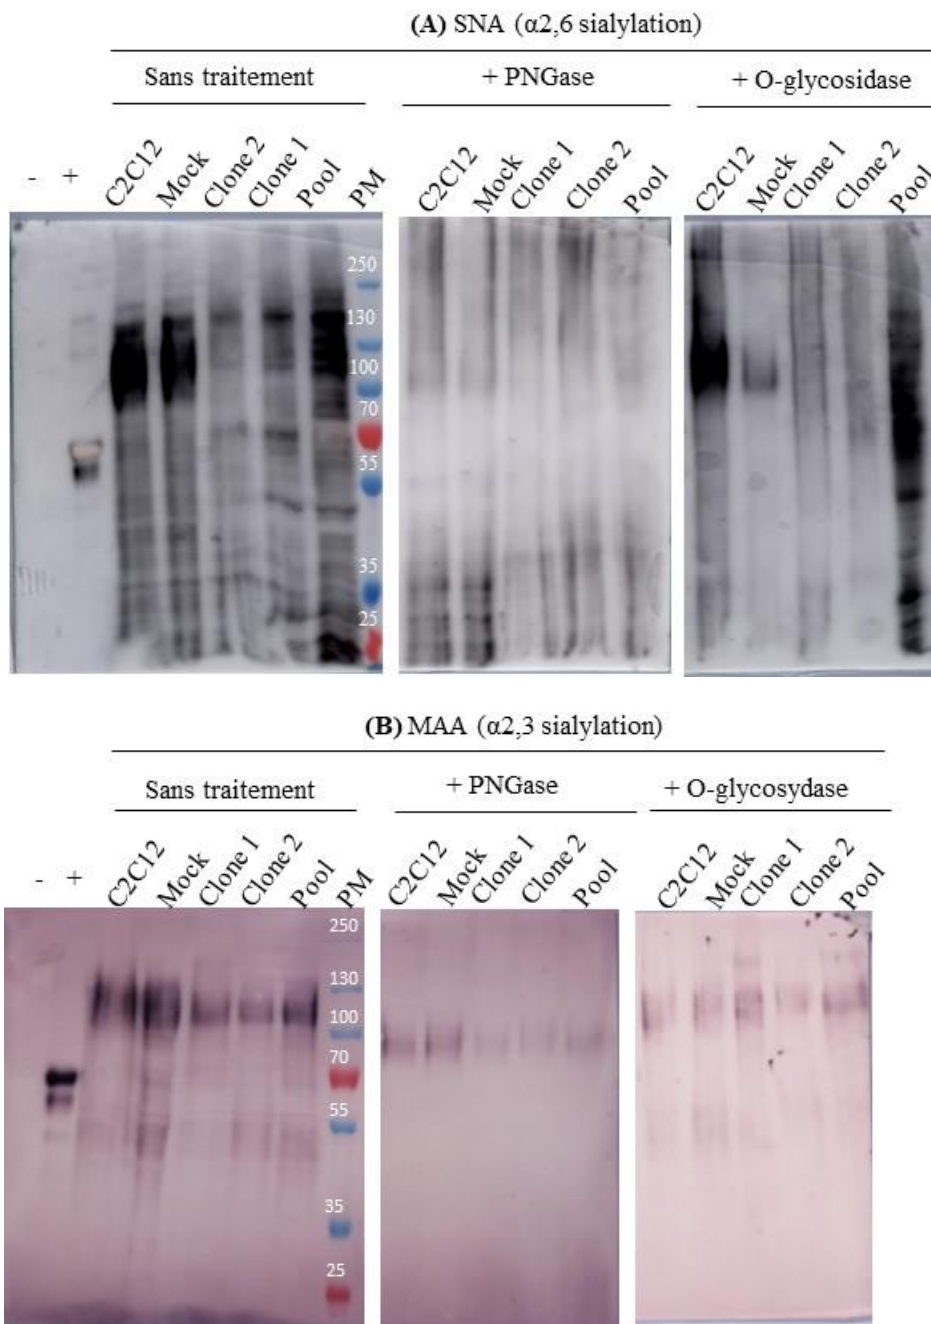 (A) SNA (α2,6 sialylation)
Sans traitement + PNGase + O-glycosidase
- + C2C12 Mock Clone 2 Clone 1 Pool PM C2C12 Mock Clone 1 Clone 2 Pool C2C12 Mock Clone 1 Clone 2 Pool
250
130
100
70
55
35
25
(B) MAA (α2,3 sialylation)
Sans traitement + PNGase + O-glycosydase
- + C2C12 Mock Clone 1 Clone 2 Pool PM C2C12 Mock Clone 1 Clone 2 Pool C2C12 Mock Clone 1 Clone 2 Pool
250
130
100
70
55
35
25